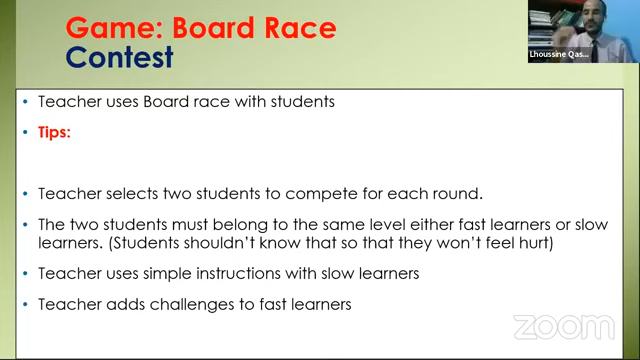 Game: Board Race
Contest
Lhoussine Qas...
• Teacher uses Board race with students
• Tips:
• Teacher selects two students to compete for each round.
• The two students must belong to the same level either fast learners or slow
learners. (Students shouldn't know that so that they won't feel hurt)
• Teacher uses simple instructions with slow learners
• Teacher adds challenges to fast learners
zoom